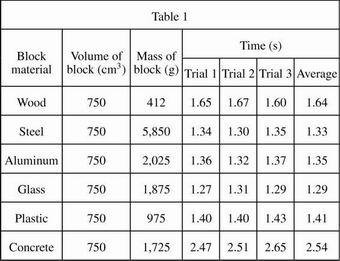 Table 1
Block material Volume of block (cm³) Mass of block (g) Time (s)
Trial 1 Trial 2 Trial 3 Average
Wood 750 412 1.65 1.67 1.60 1.64
Steel 750 5,850 1.34 1.30 1.35 1.33
Aluminum 750 2,025 1.36 1.32 1.37 1.35
Glass 750 1,875 1.27 1.31 1.29 1.29
Plastic 750 975 1.40 1.40 1.43 1.41
Concrete 750 1,725 2.47 2.51 2.65 2.54